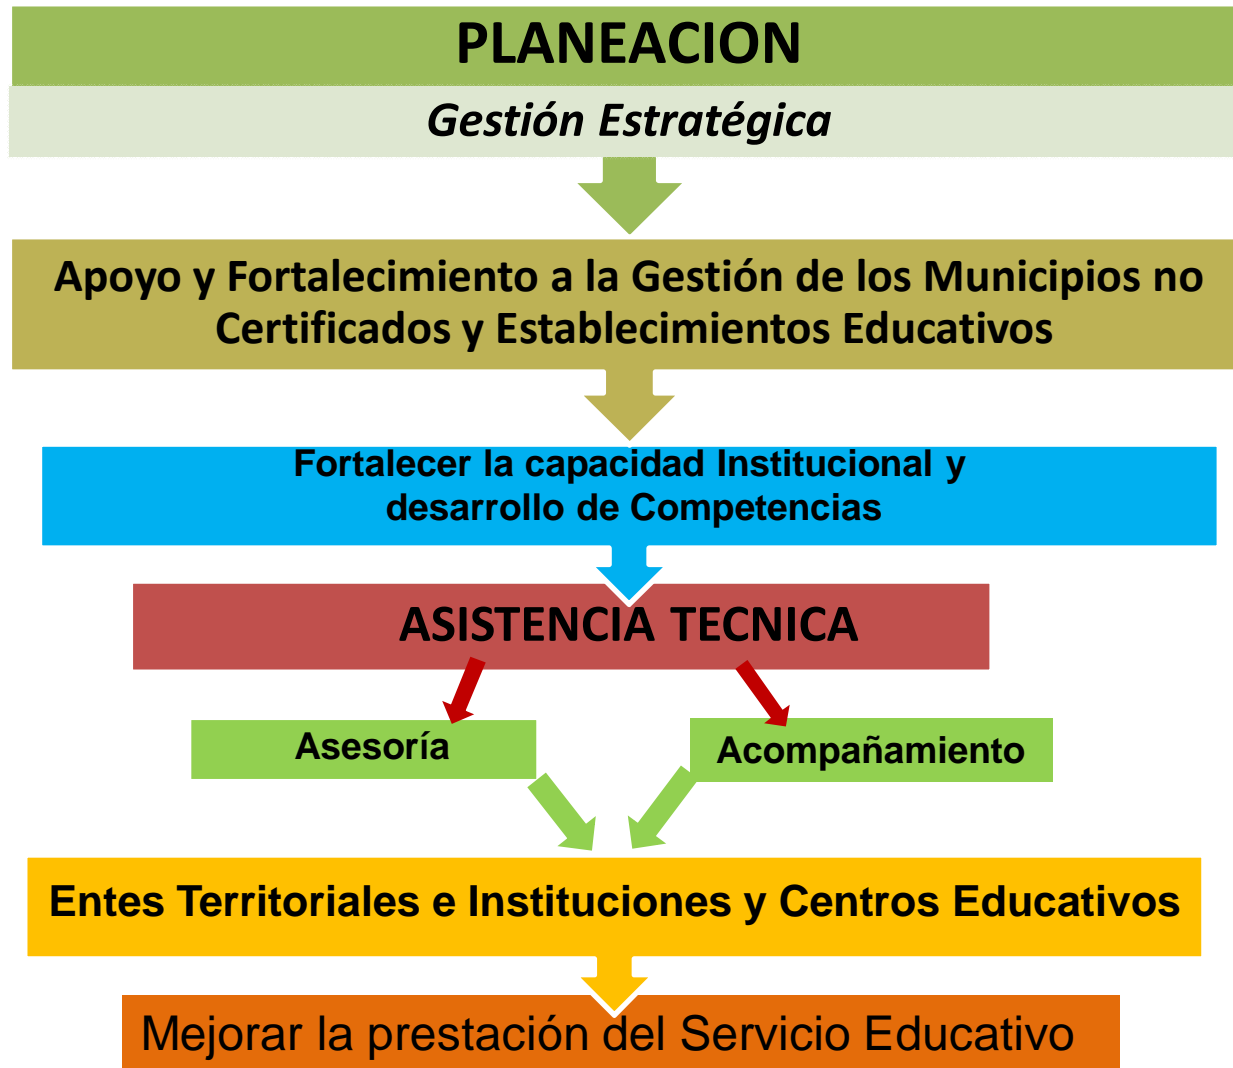 PLANEACION
Gestión Estratégica
Apoyo y Fortalecimiento a la Gestión de los Municipios no
Certificados y Establecimientos Educativos
Fortalecer la capacidad Institucional y
desarrollo de Competencias
ASISTENCIA TECNICA
Asesoría
Acompañamiento
Entes Territoriales e Instituciones y Centros Educativos
Mejorar la prestación del Servicio Educativo